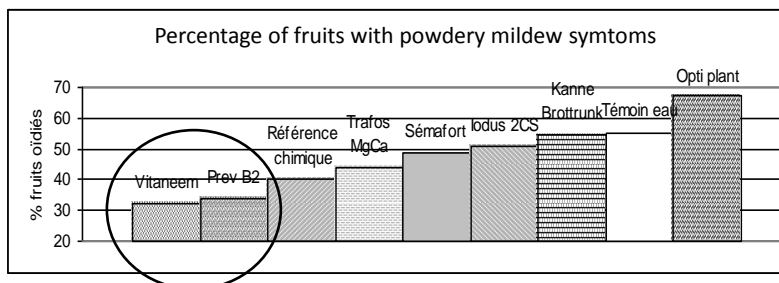 Percentage of fruits with powdery mildew symtoms
% fruits oïdiés
70
60
50
40
30
20
Vitaneem
Prev B2
Référence
chimique
Trafos
MgCa
Sémafort
Iodus 2CS
Kanne
Brottrunk
Témoin eau
Opti plant